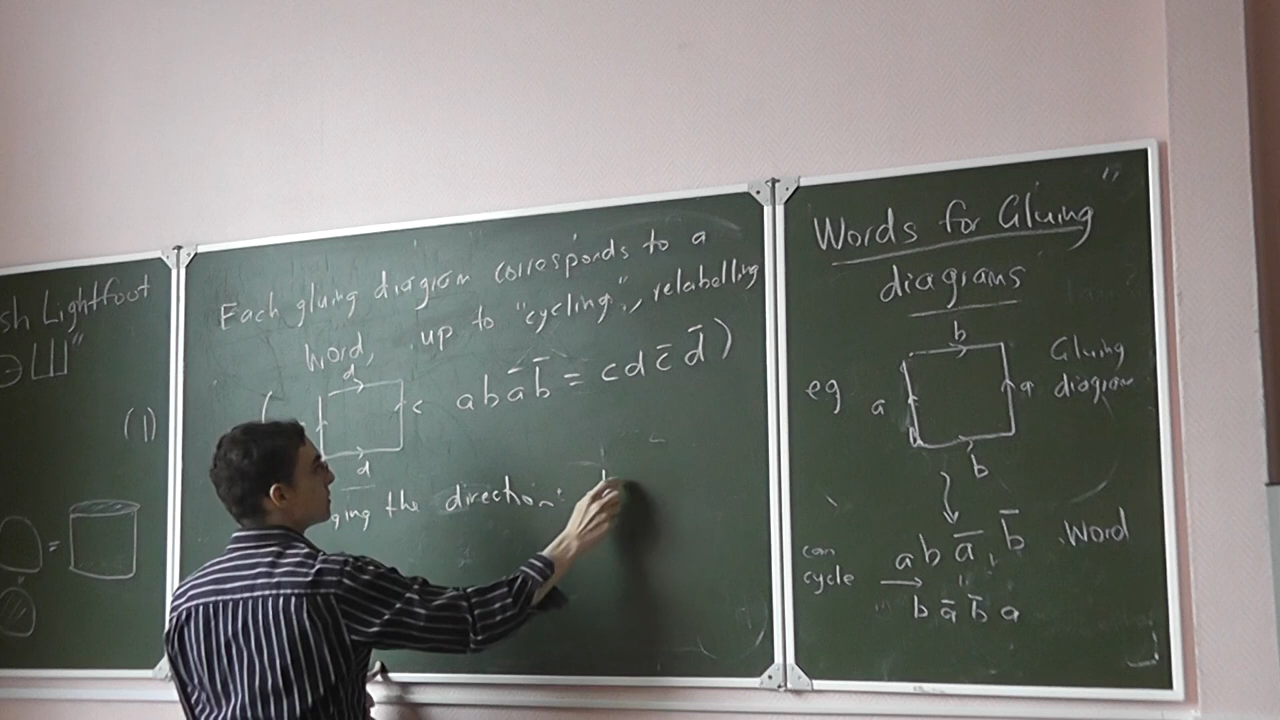 sh Lightfoot
Ш"
(1)
=
Each gluing diagram corresponds to a
word, up to "cycling", relabelling
d
( c a b ā b̄ = c d c̄ d̄ )
d
ging the direction:
Words for Gluing
diagrams
b
eg a a Gluing
diagram
b
a b ā, b̄ Word
can
cycle
b ā b̄ a